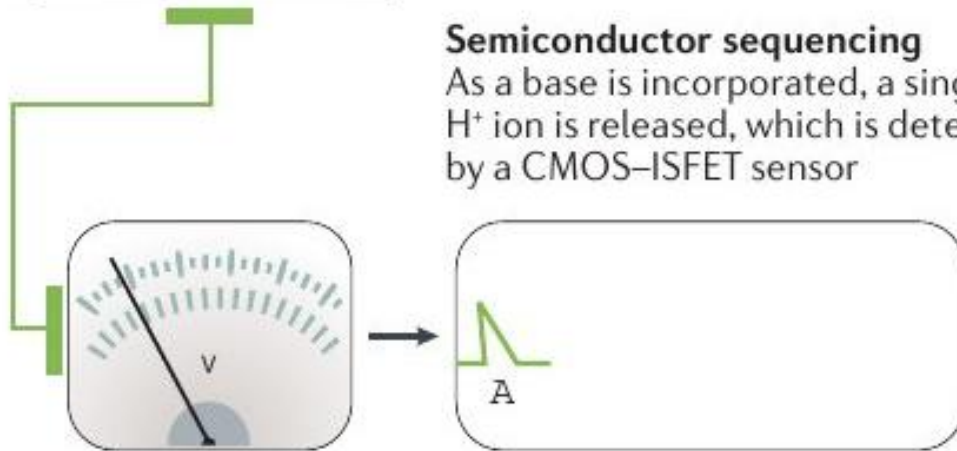 Semiconductor sequencing
As a base is incorporated, a
H⁺ ion is released, which is
by a CMOS–ISFET sensor
V
A